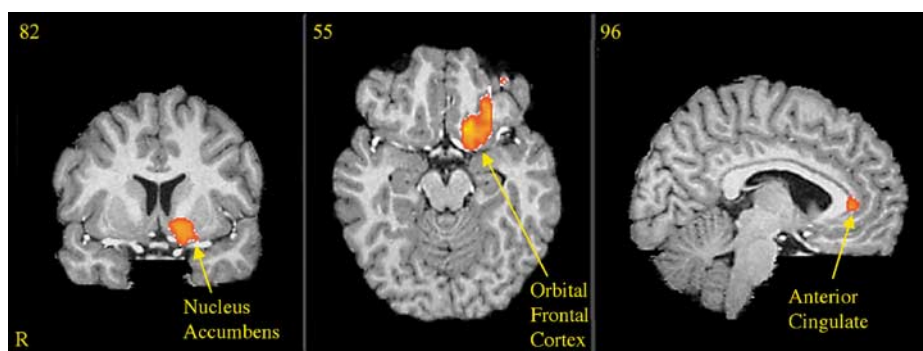 82
55
96
Nucleus
Accumbens
Orbital
Frontal
Cortex
Anterior
Cingulate
R